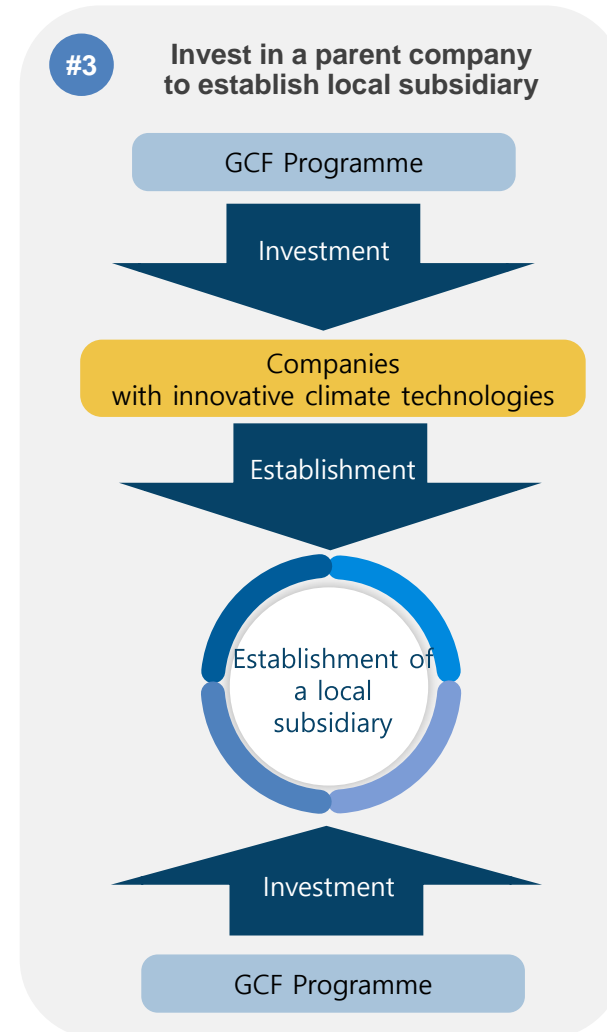 #3
Invest in a parent company
to establish local subsidiary
GCF Programme
Investment
Companies
with innovative climate technologies
Establishment
Establishment of
a local
subsidiary
Investment
GCF Programme